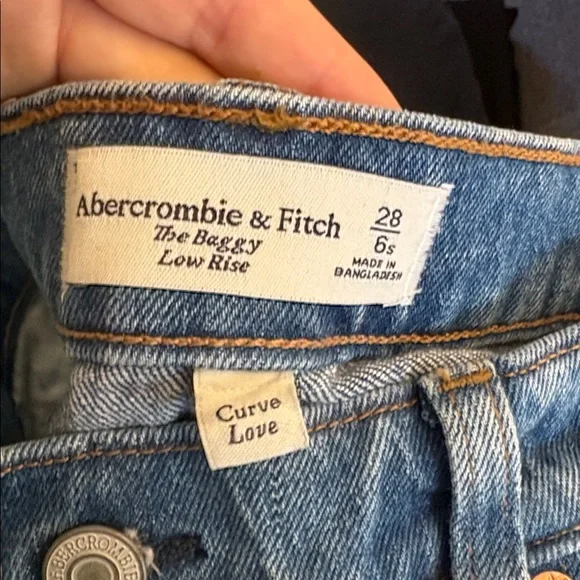 Abercrombie & Fitch
The Baggy
Low Rise
28
6s
MADE IN
BANGLADESH
Curve
Love
ABERCROMBIE